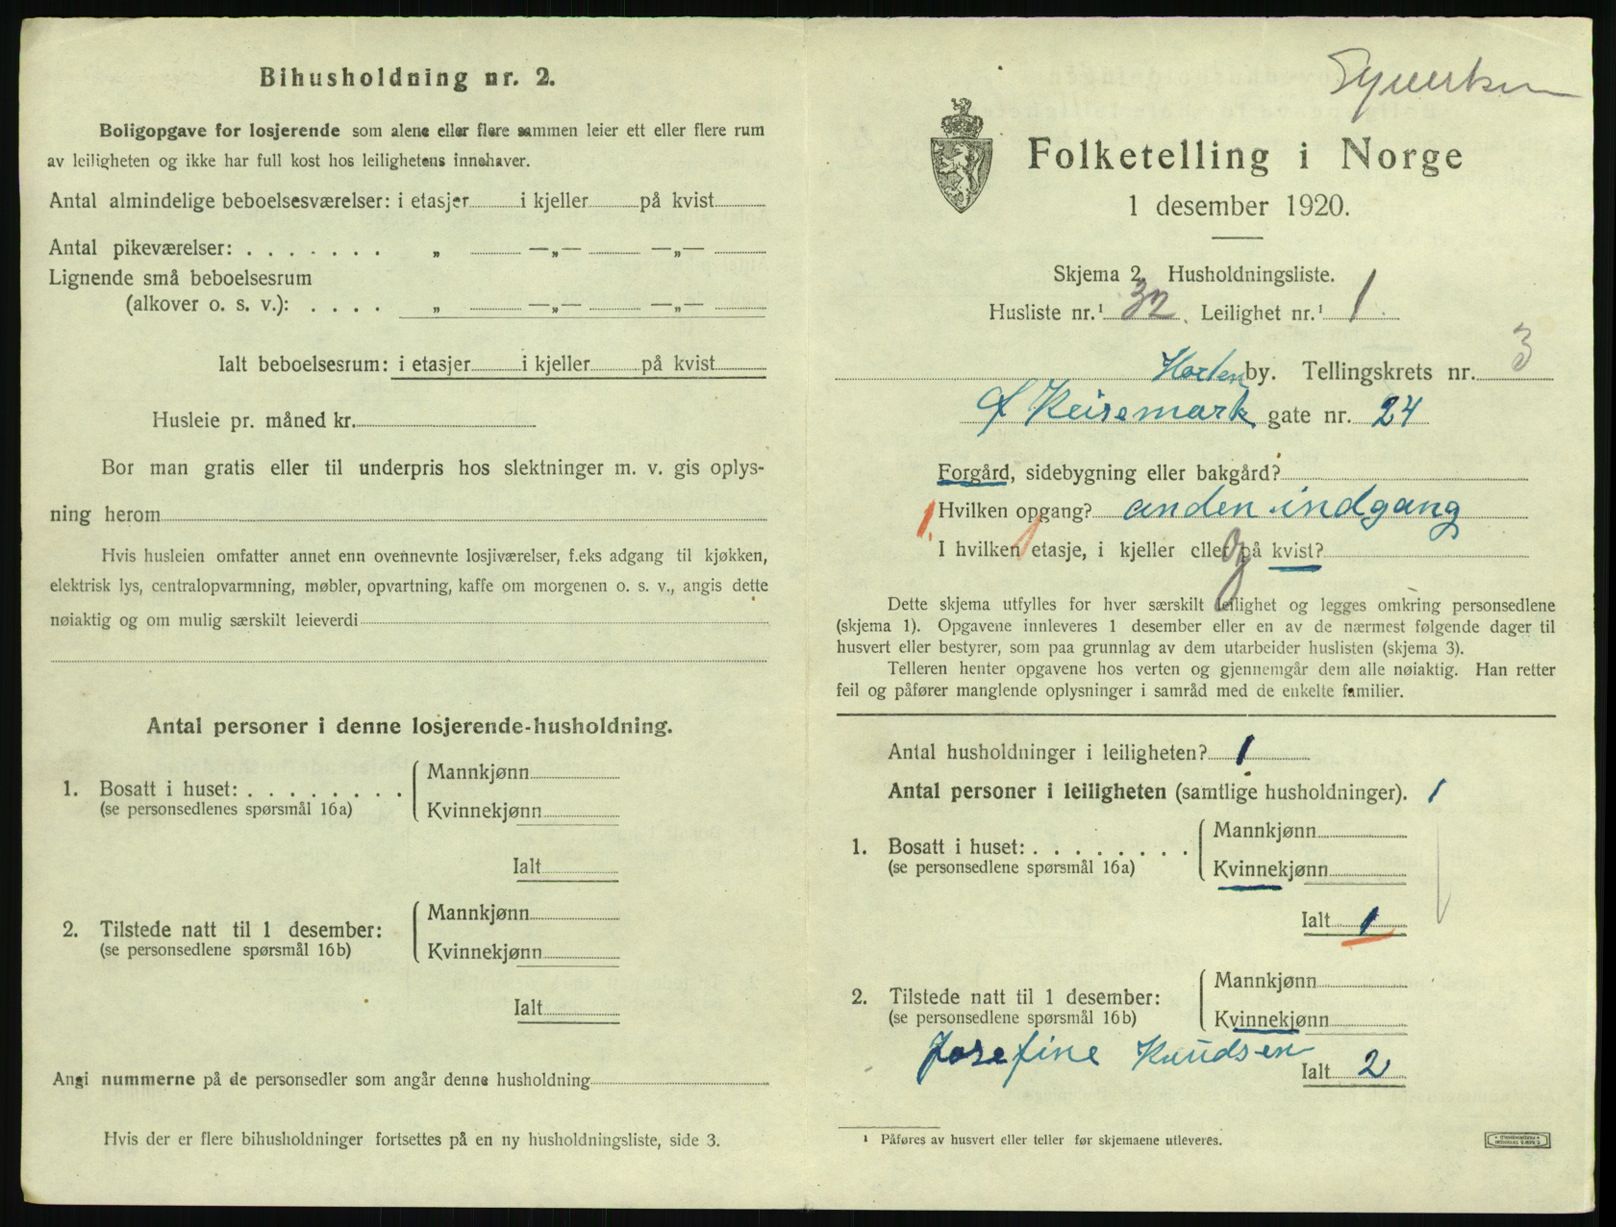 Bihusholdning nr. 2.
Boligopgave for losjerende som alene eller flere sammen leier ett eller flere rum
av leiligheten og ikke har full kost hos leilighetens innehaver.
Antal almindelige beboelsesværelser: i etasjer i kjeller på kvist
Antal pikeværelser: . . . . . . . „ —„— —„—
Lignende små beboelsesrum
(alkover o. s. v.): . . . . „ —„— —„—
Ialt beboelsesrum: i etasjer i kjeller på kvist
Husleie pr. måned kr.
Bor man gratis eller til underpris hos slektninger m. v. gis oplys-
ning herom
Hvis husleien omfatter annet enn ovennevnte losjiværelser, f.eks adgang til kjøkken,
elektrisk lys, centralopvarmning, møbler, opvartning, kaffe om morgenen o. s. v., angis dette
nøiaktig og om mulig særskilt leieverdi
Antal personer i denne losjerende-husholdning.
1. Bosatt i huset: . . . . . . . .
(se personsedlenes spørsmål 16a)
Mannkjønn
Kvinnekjønn
Ialt
2. Tilstede natt til 1 desember:
(se personsedlene spørsmål 16b)
Mannkjønn
Kvinnekjønn
Ialt
Angi nummerne på de personsedler som angår denne husholdning
Hvis der er flere bihusholdninger fortsettes på en ny husholdningsliste, side 3.
Folketelling i Norge
1 desember 1920.
Skjema 2. Husholdningsliste.
Husliste nr.¹ 32. Leilighet nr.¹ 1.
Horten by. Tellingskrets nr. 3
Keisemark gate nr. 24
Forgård, sidebygning eller bakgård?
1. Hvilken opgang? anden indgang
I hvilken etasje, i kjeller eller på kvist?
Dette skjema utfylles for hver særskilt leilighet og legges omkring personsedlene
(skjema 1). Opgavene innleveres 1 desember eller en av de nærmest følgende dager til
husvert eller bestyrer, som paa grunnlag av dem utarbeider huslisten (skjema 3).
Telleren henter opgavene hos verten og gjennemgår dem alle nøiaktig. Han retter
feil og påfører manglende oplysninger i samråd med de enkelte familier.
Antal husholdninger i leiligheten? 1
Antal personer i leiligheten (samtlige husholdninger). 1
1. Bosatt i huset: . . . . . . . .
(se personsedlene spørsmål 16a)
Mannkjønn
Kvinnekjønn
Ialt 1
2. Tilstede natt til 1 desember:
(se personsedlene spørsmål 16b)
Mannkjønn
Kvinnekjønn
Josefine Knudsen
Ialt 2
¹ Påføres av husvert eller teller før skjemaene utleveres.